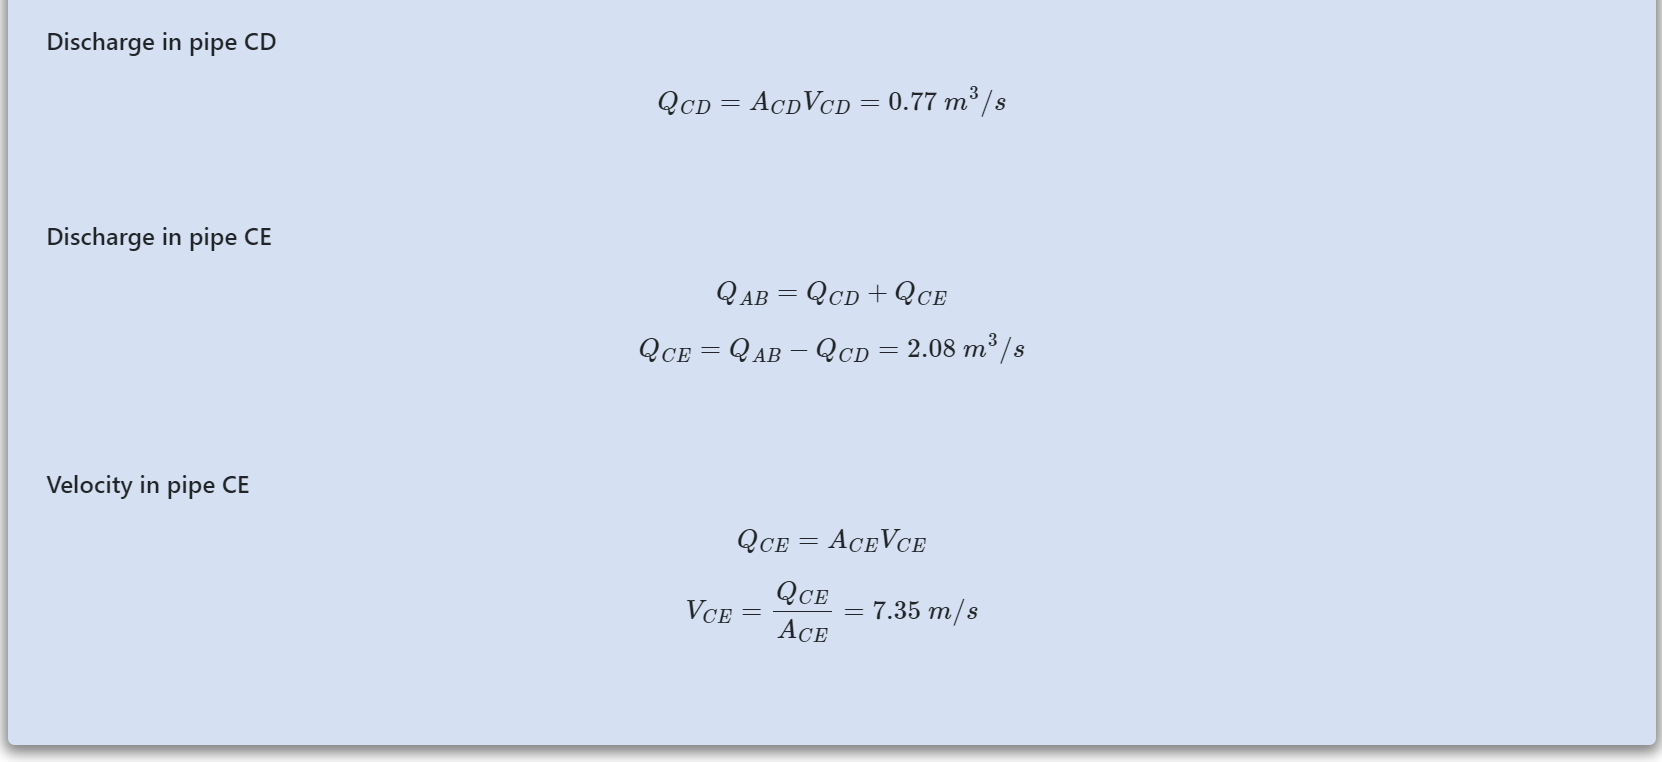 Discharge in pipe CD
Q_{CD} = A_{CD}V_{CD} = 0.77 m^3/s
Discharge in pipe CE
Q_{AB} = Q_{CD} + Q_{CE}
Q_{CE} = Q_{AB} − Q_{CD} = 2.08 m^3/s
Velocity in pipe CE
Q_{CE} = A_{CE}V_{CE}
V_{CE} = \frac{Q_{CE}}{A_{CE}} = 7.35 m/s